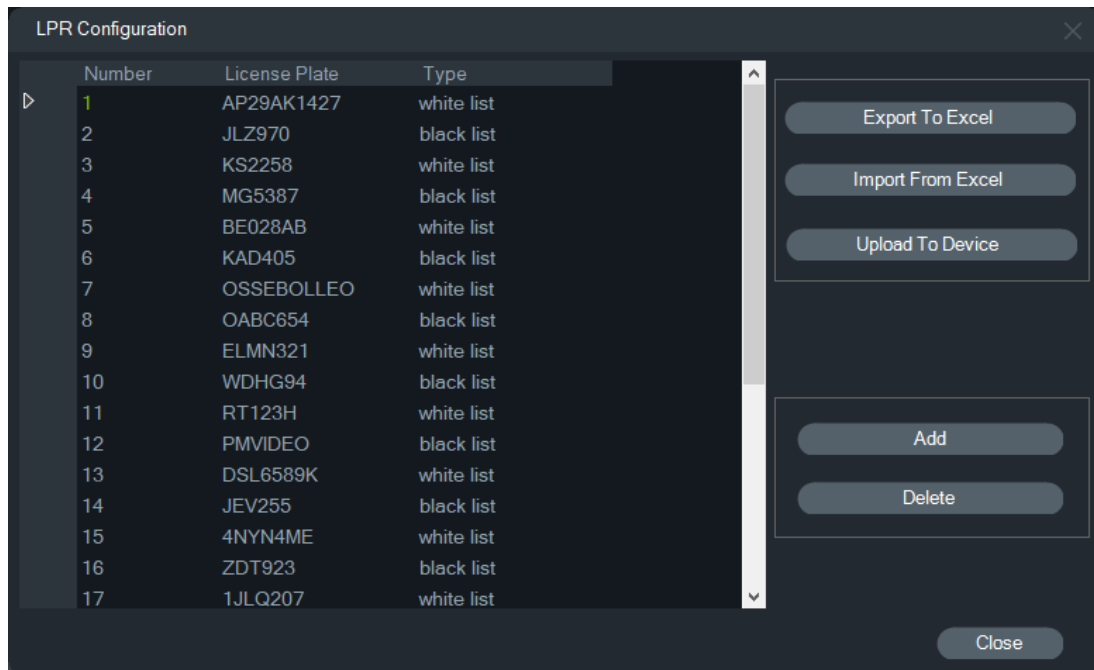 LPR Configuration
Number License Plate Type
1 AP29AK1427 white list
2 JLZ970 black list
3 KS2258 white list
4 MG5387 black list
5 BE028AB white list
6 KAD405 black list
7 OSSEBOLLEO white list
8 OABC654 black list
9 ELMN321 white list
10 WDHG94 black list
11 RT123H white list
12 PMVIDEO black list
13 DSL6589K white list
14 JEV255 black list
15 4NYN4ME white list
16 ZDT923 black list
17 1JLQ207 white list
Export To Excel
Import From Excel
Upload To Device
Add
Delete
Close